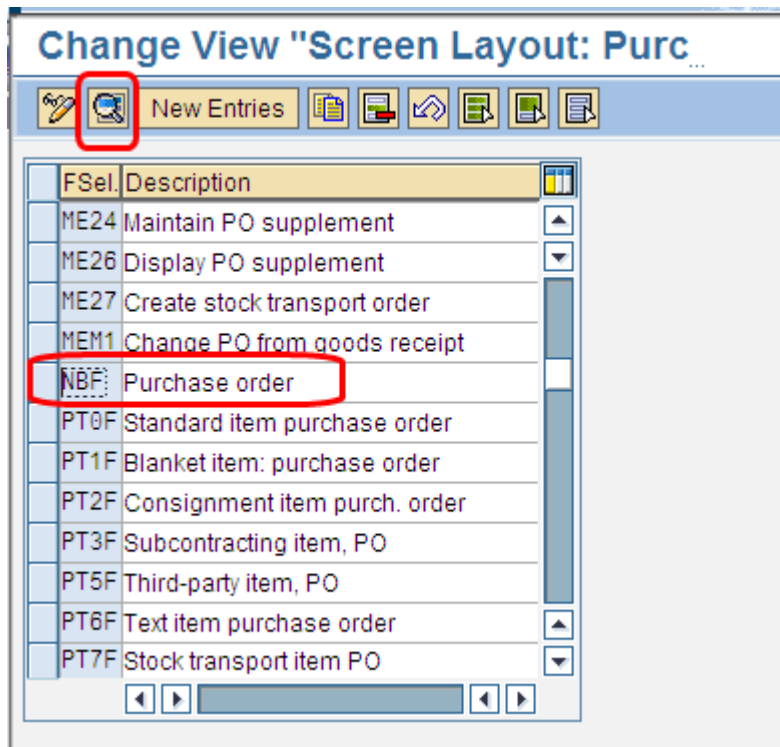 Change View "Screen Layout: Purc...
New Entries
FSel. Description
ME24 Maintain PO supplement
ME26 Display PO supplement
ME27 Create stock transport order
MEM1 Change PO from goods receipt
NBF Purchase order
PT0F Standard item purchase order
PT1F Blanket item: purchase order
PT2F Consignment item purch. order
PT3F Subcontracting item, PO
PT5F Third-party item, PO
PT6F Text item purchase order
PT7F Stock transport item PO